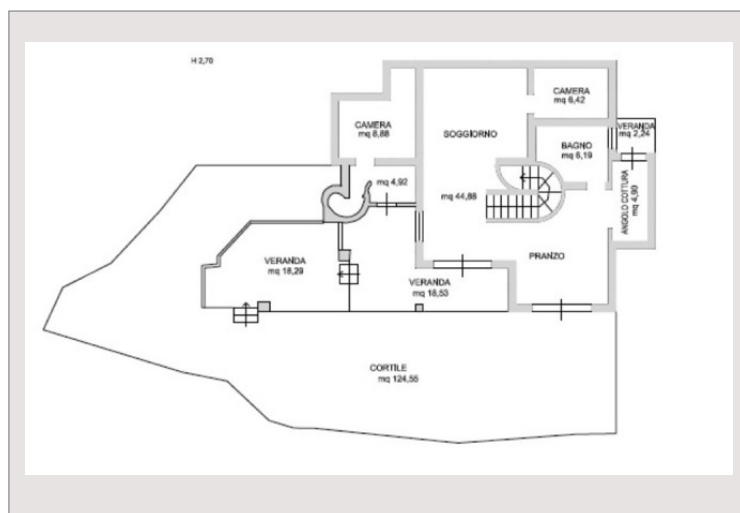 H 2,70
CAMERA
mq 6,42
CAMERA
mq 8,88
SOGGIORNO
VERANDA
mq 2,24
BAGNO
mq 6,19
mq 4,92
mq 44,88
ANGOLO COTTURA
mq 4,90
PRANZO
VERANDA
mq 18,29
VERANDA
mq 18,53
CORTILE
mq 124,55